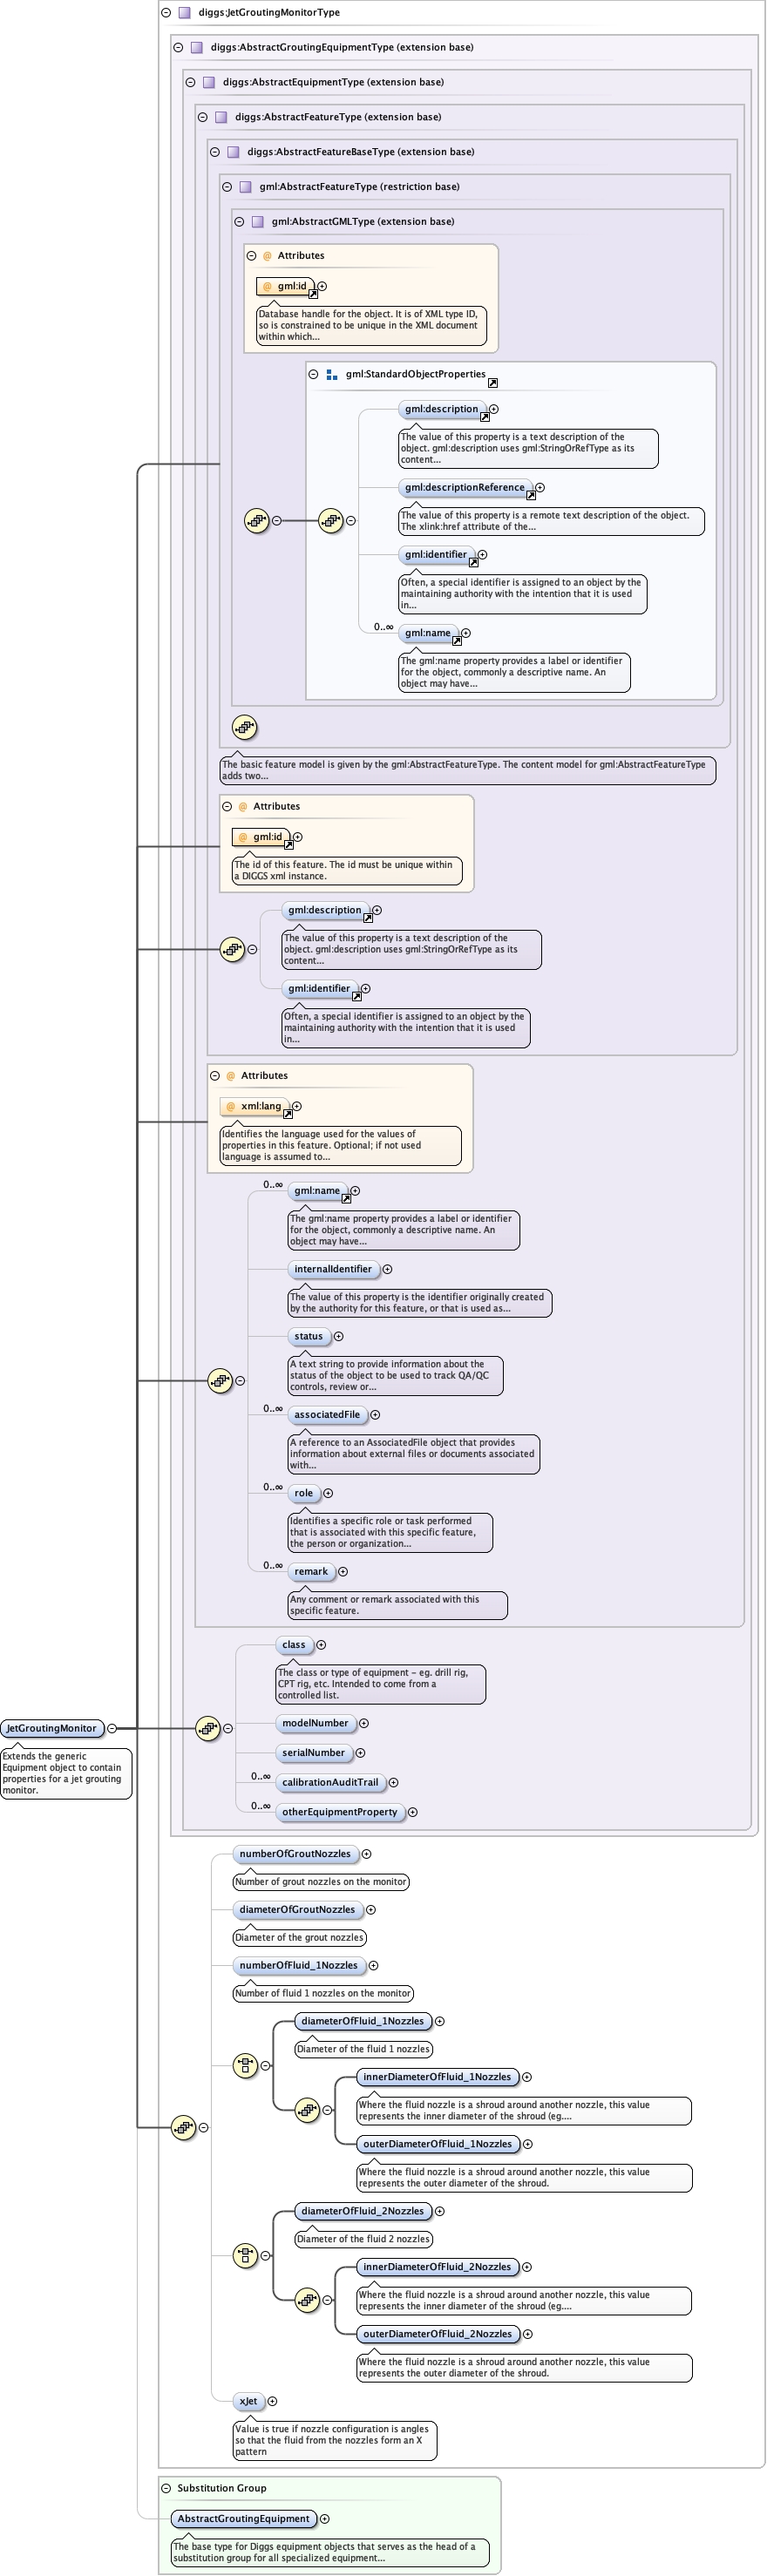 diggs:JetGroutingMonitorType
diggs:AbstractGroutingEquipmentType (extension base)
diggs:AbstractEquipmentType (extension base)
diggs:AbstractFeatureType (extension base)
diggs:AbstractFeatureBaseType (extension base)
gml:AbstractFeatureType (restriction base)
gml:AbstractGMLType (extension base)
@ Attributes
@ gml:id
Database handle for the object. It is of XML type ID,
so is constrained to be unique in the XML document
within which...
gml:StandardObjectProperties
gml:description
The value of this property is a text description of the
object. gml:description uses gml:StringOrRefType as its
content...
gml:descriptionReference
The value of this property is a remote text description of the object.
The xlink:href attribute of the...
gml:identifier
Often, a special identifier is assigned to an object by the
maintaining authority with the intention that it is used
in...
0..∞
gml:name
The gml:name property provides a label or identifier
for the object, commonly a descriptive name. An
object may have...
The basic feature model is given by the gml:AbstractFeatureType. The content model for gml:AbstractFeatureType
adds two...
@ Attributes
@ gml:id
The id of this feature. The id must be unique within
a DIGGS xml instance.
gml:description
The value of this property is a text description of the
object. gml:description uses gml:StringOrRefType as its
content...
gml:identifier
Often, a special identifier is assigned to an object by the
maintaining authority with the intention that it is used
in...
@ Attributes
@ xml:lang
Identifies the language used for the values of
properties in this feature. Optional; if not used
language is assumed to...
0..∞
gml:name
The gml:name property provides a label or identifier
for the object, commonly a descriptive name. An
object may have...
internalIdentifier
The value of this property is the identifier originally created
by the authority for this feature, or that is used as...
status
A text string to provide information about the
status of the object to be used to track QA/QC
controls, review or...
0..∞
associatedFile
A reference to an AssociatedFile object that provides
information about external files or documents associated
with...
0..∞
role
Identifies a specific role or task performed
that is associated with this specific feature,
the person or organization...
0..∞
remark
Any comment or remark associated with this
specific feature.
class
The class or type of equipment - eg. drill rig,
CPT rig, etc. Intended to come from a
controlled list.
modelNumber
serialNumber
0..∞
calibrationAuditTrail
0..∞
otherEquipmentProperty
JetGroutingMonitor
Extends the generic
Equipment object to contain
properties for a jet grouting
monitor.
numberOfGroutNozzles
Number of grout nozzles on the monitor
diameterOfGroutNozzles
Diameter of the grout nozzles
numberOfFluid_1Nozzles
Number of fluid 1 nozzles on the monitor
diameterOfFluid_1Nozzles
Diameter of the fluid 1 nozzles
innerDiameterOfFluid_1Nozzles
Where the fluid nozzle is a shroud around another nozzle, this value
represents the inner diameter of the shroud (eg....
outerDiameterOfFluid_1Nozzles
Where the fluid nozzle is a shroud around another nozzle, this value
represents the outer diameter of the shroud.
diameterOfFluid_2Nozzles
Diameter of the fluid 2 nozzles
innerDiameterOfFluid_2Nozzles
Where the fluid nozzle is a shroud around another nozzle, this value
represents the inner diameter of the shroud (eg....
outerDiameterOfFluid_2Nozzles
Where the fluid nozzle is a shroud around another nozzle, this value
represents the outer diameter of the shroud.
xJet
Value is true if nozzle configuration is angles
so that the fluid from the nozzles form an X
pattern
Substitution Group
AbstractGroutingEquipment
The base type for Diggs equipment objects that serves as the head of a
substitution group for all specialized equipment...